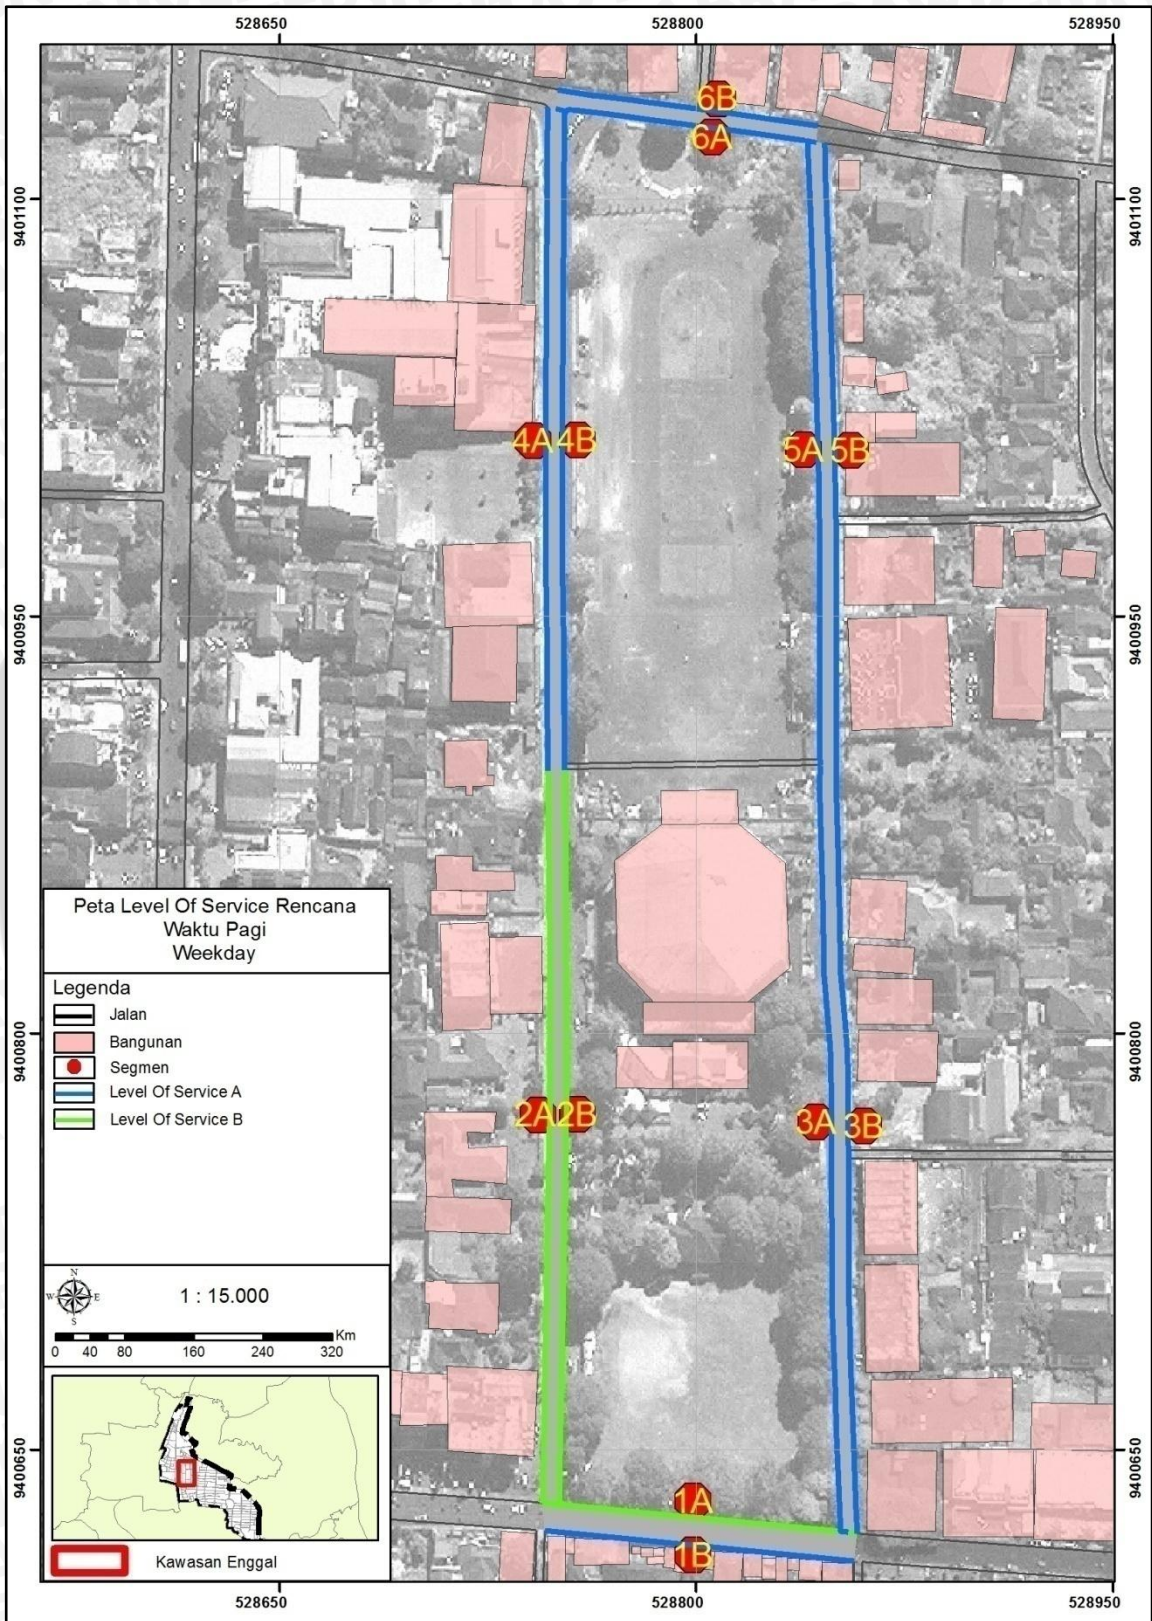 528650
528800
528950
6B
6A
9401100
9401100
4A
4B
5A
5B
9400950
9400950
Peta Level Of Service Rencana
Waktu Pagi
Weekday
Legenda
Jalan
Bangunan
Segmen
Level Of Service A
Level Of Service B
9400800
9400800
2A
2B
3A
3B
N
W
E
S
1 : 15.000
Km
0 40 80 160 240 320
9400650
9400650
1A
1B
Kawasan Enggal
528650
528800
528950